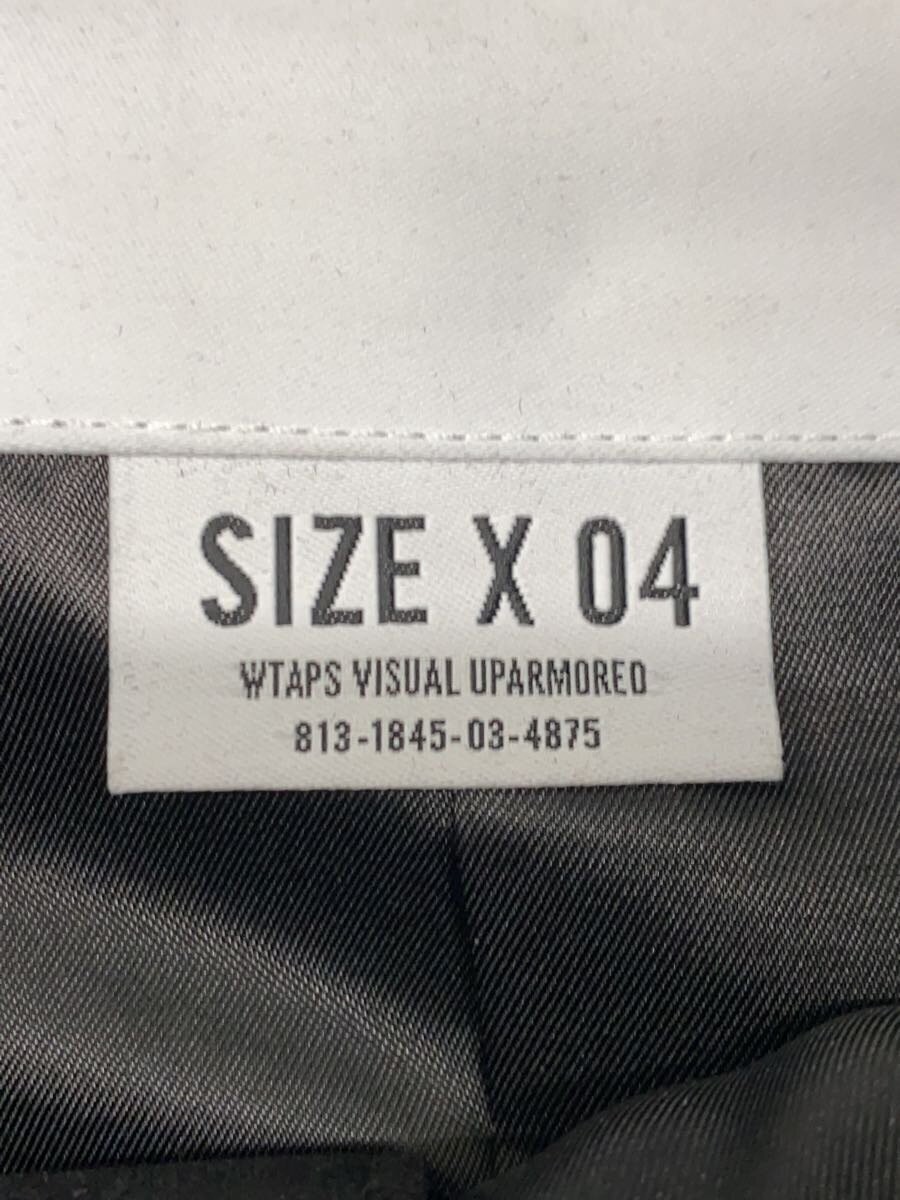 SIZE X 04
WTAPS VISUAL UPARMORED
813-1845-03-4875